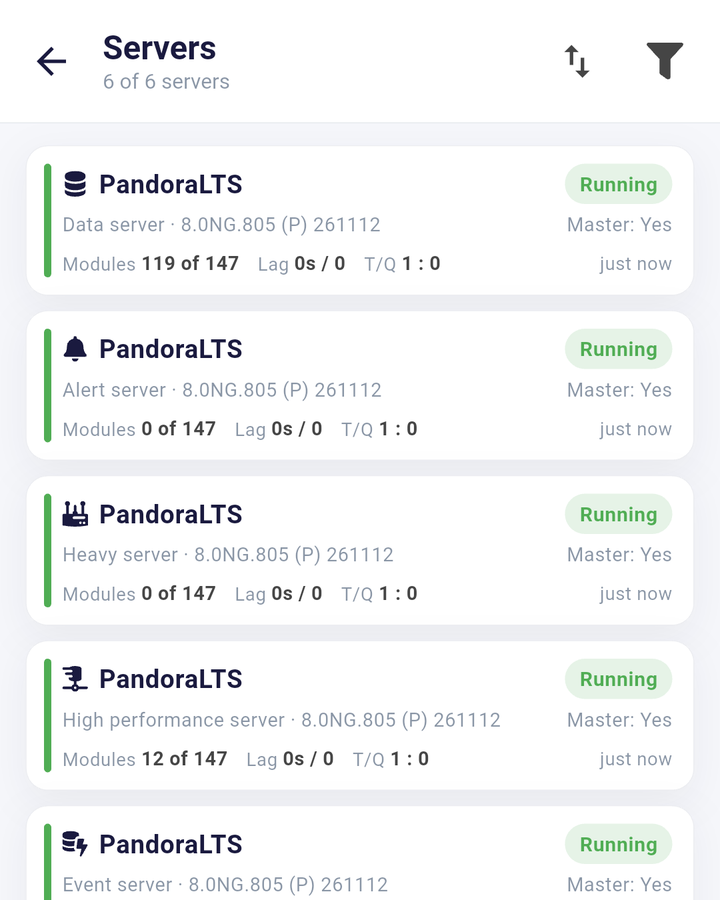 Servers
6 of 6 servers
PandoraLTS Running
Data server · 8.0NG.805 (P) 261112 Master: Yes
Modules 119 of 147 Lag 0s / 0 T/Q 1 : 0 just now
PandoraLTS Running
Alert server · 8.0NG.805 (P) 261112 Master: Yes
Modules 0 of 147 Lag 0s / 0 T/Q 1 : 0 just now
PandoraLTS Running
Heavy server · 8.0NG.805 (P) 261112 Master: Yes
Modules 0 of 147 Lag 0s / 0 T/Q 1 : 0 just now
PandoraLTS Running
High performance server · 8.0NG.805 (P) 261112 Master: Yes
Modules 12 of 147 Lag 0s / 0 T/Q 1 : 0 just now
PandoraLTS Running
Event server · 8.0NG.805 (P) 261112 Master: Yes